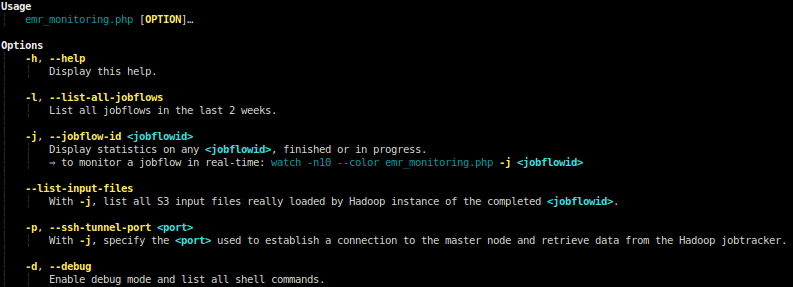 Usage
emr_monitoring.php [OPTION]…
Options
-h, --help
Display this help.
-l, --list-all-jobflows
List all jobflows in the last 2 weeks.
-j, --jobflow-id <jobflowid>
Display statistics on any <jobflowid>, finished or in progress.
⇒ to monitor a jobflow in real-time: watch -n10 --color emr_monitoring.php -j <jobflowid>
--list-input-files
With -j, list all S3 input files really loaded by Hadoop instance of the completed <jobflowid>.
-p, --ssh-tunnel-port <port>
With -j, specify the <port> used to establish a connection to the master node and retrieve data from the Hadoop jobtracker.
-d, --debug
Enable debug mode and list all shell commands.